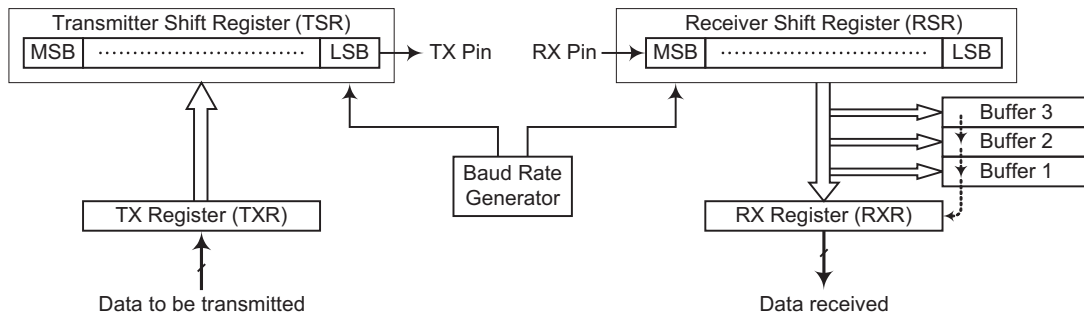 Transmitter Shift Register (TSR)
MSB
LSB
TX Pin
RX Pin
Receiver Shift Register (RSR)
MSB
LSB
Buffer 3
Buffer 2
Buffer 1
Baud Rate
Generator
TX Register (TXR)
RX Register (RXR)
Data to be transmitted
Data received